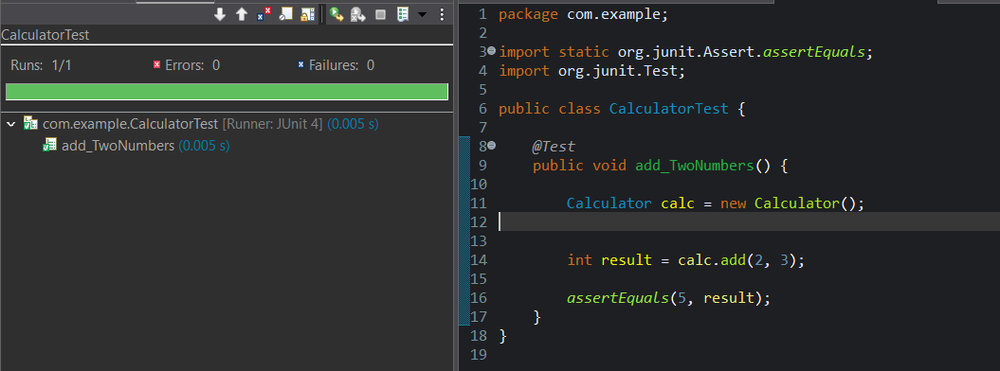 CalculatorTest
Runs: 1/1 Errors: 0 Failures: 0
com.example.CalculatorTest [Runner: JUnit 4] (0.005 s)
add_TwoNumbers (0.005 s)
1 package com.example;
2
3 import static org.junit.Assert.assertEquals;
4 import org.junit.Test;
5
6 public class CalculatorTest {
7
8 @Test
9 public void add_TwoNumbers() {
10
11 Calculator calc = new Calculator();
12
13
14 int result = calc.add(2, 3);
15
16 assertEquals(5, result);
17 }
18 }
19